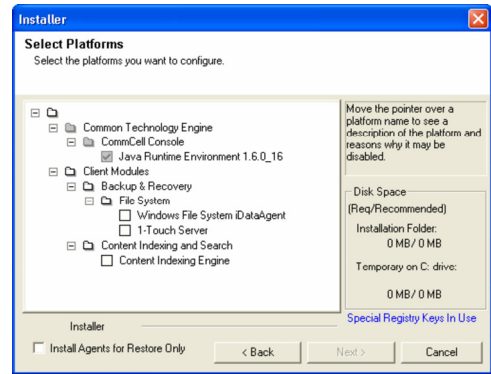 Installer
Select Platforms
Select the platforms you want to configure.
Common Technology Engine
CommCell Console
Java Runtime Environment 1.6.0_16
Client Modules
Backup & Recovery
File System
Windows File System iDataAgent
1-Touch Server
Content Indexing and Search
Content Indexing Engine
Move the pointer over a
platform name to see a
description of the platform and
reasons why it may be
disabled.
Disk Space
(Req/Recommended)
Installation Folder:
0 MB/ 0 MB
Temporary on C: drive:
0 MB/ 0 MB
Special Registry Keys In Use
Installer
Install Agents for Restore Only
< Back
Next >
Cancel